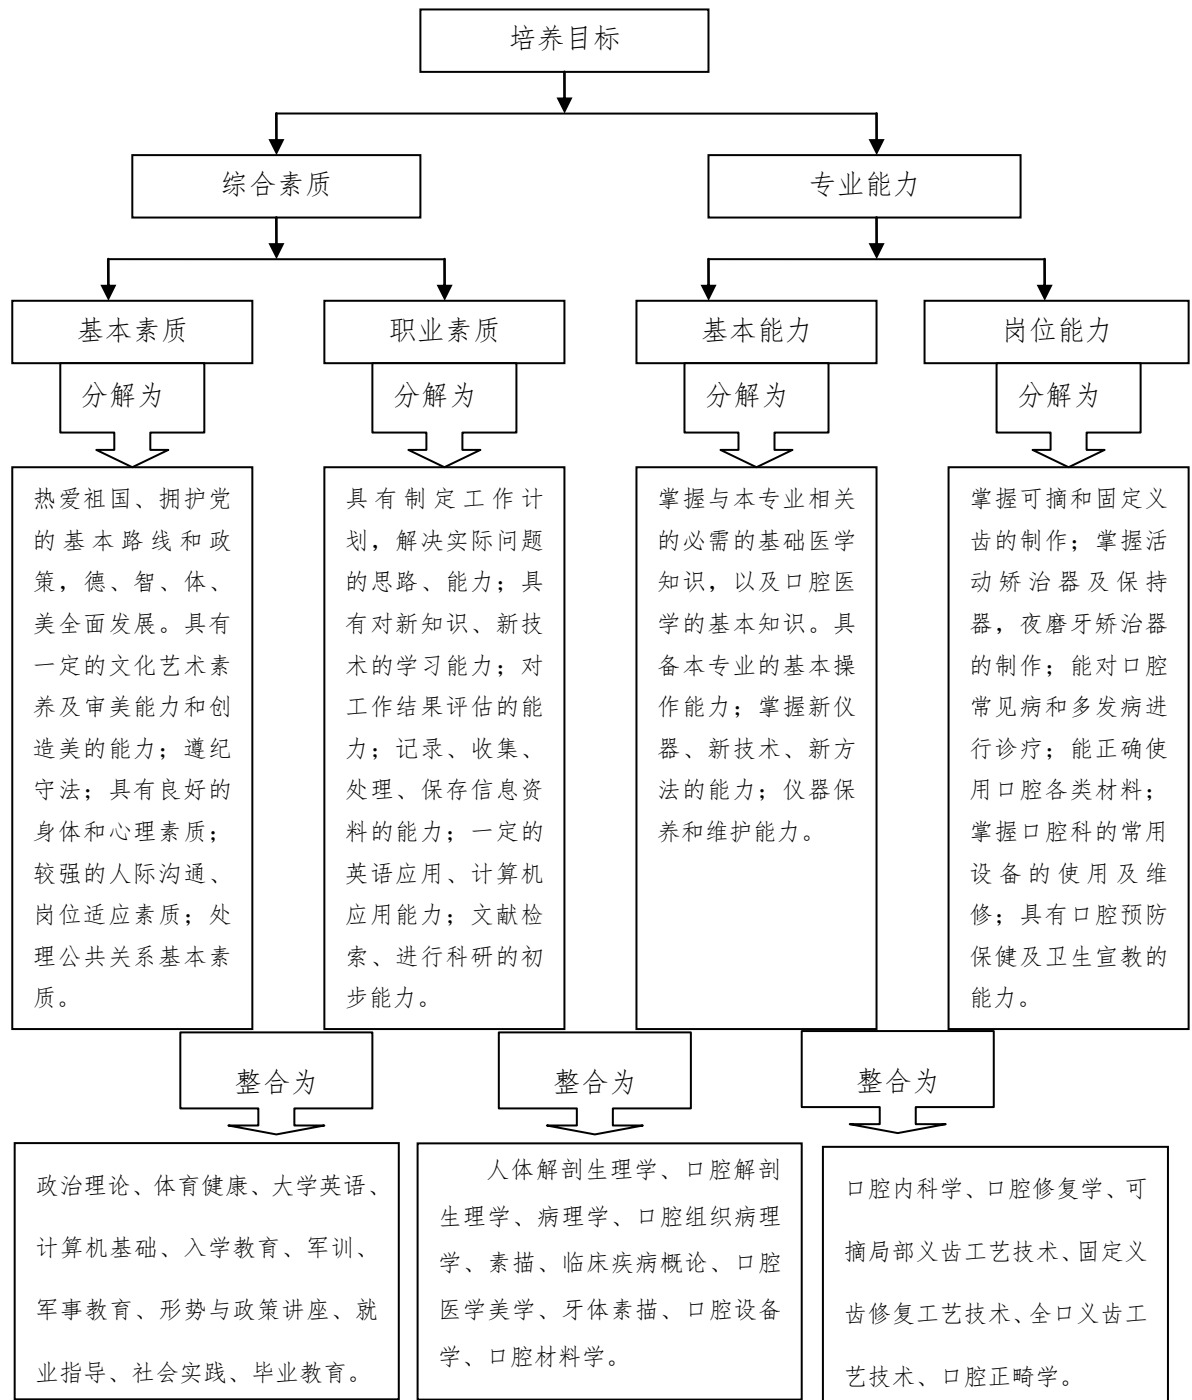 培养目标
综合素质
专业能力
基本素质
职业素质
基本能力
岗位能力
分解为
分解为
分解为
分解为
热爱祖国、拥护党
的基本路线和政
策，德、智、体、
美全面发展。具有
一定的文化艺术素
养及审美能力和创
造美的能力；遵纪
守法；具有良好的
身体和心理素质；
较强的人际沟通、
岗位适应素质；处
理公共关系基本素
质。
具有制定工作计
划，解决实际问题
的思路、能力；具
有对新知识、新技
术的学习能力；对
工作结果评估的能
力；记录、收集、
处理、保存信息资
料的能力；一定的
英语应用、计算机
应用能力；文献检
索、进行科研的初
步能力。
掌握与本专业相关
的必需的基础医学
知识，以及口腔医
学的基本知识。具
备本专业的基本操
作能力；掌握新仪
器、新技术、新方
法的能力；仪器保
养和维护能力。
掌握可摘和固定义
齿的制作；掌握活
动矫治器及保持
器，夜磨牙矫治器
的制作；能对口腔
常见病和多发病进
行诊疗；能正确使
用口腔各类材料；
掌握口腔科的常用
设备的使用及维
修；具有口腔预防
保健及卫生宣教的
能力。
整合为
整合为
整合为
政治理论、体育健康、大学英语、
计算机基础、入学教育、军训、
军事教育、形势与政策讲座、就
业指导、社会实践、毕业教育。
人体解剖生理学、口腔解剖
生理学、病理学、口腔组织病理
学、素描、临床疾病概论、口腔
医学美学、牙体素描、口腔设备
学、口腔材料学。
口腔内科学、口腔修复学、可
摘局部义齿工艺技术、固定义
齿修复工艺技术、全口义齿工
艺技术、口腔正畸学。